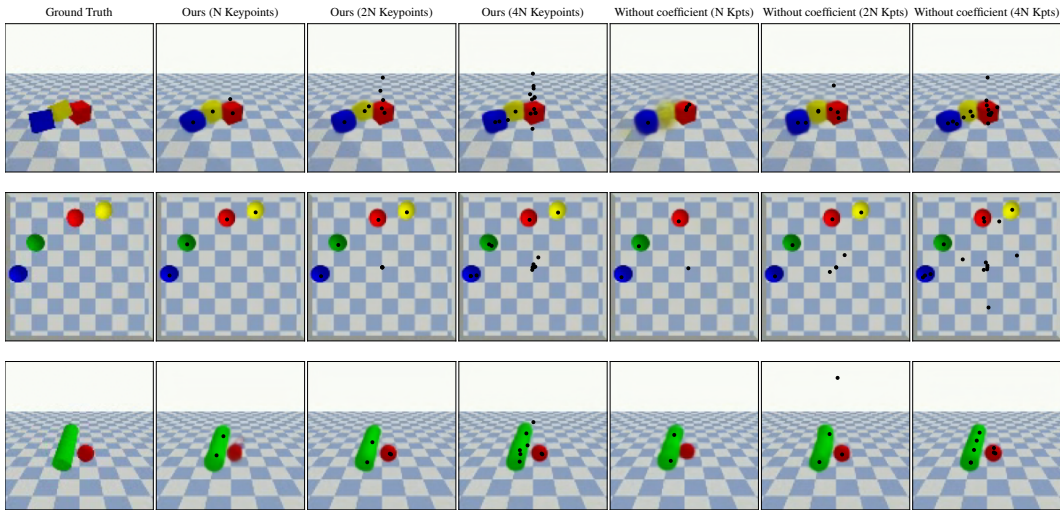 Ground Truth
Ours (N Keypoints)
Ours (2N Keypoints)
Ours (4N Keypoints)
Without coefficient (N Kpts)
Without coefficient (2N Kpts)
Without coefficient (4N Kpts)